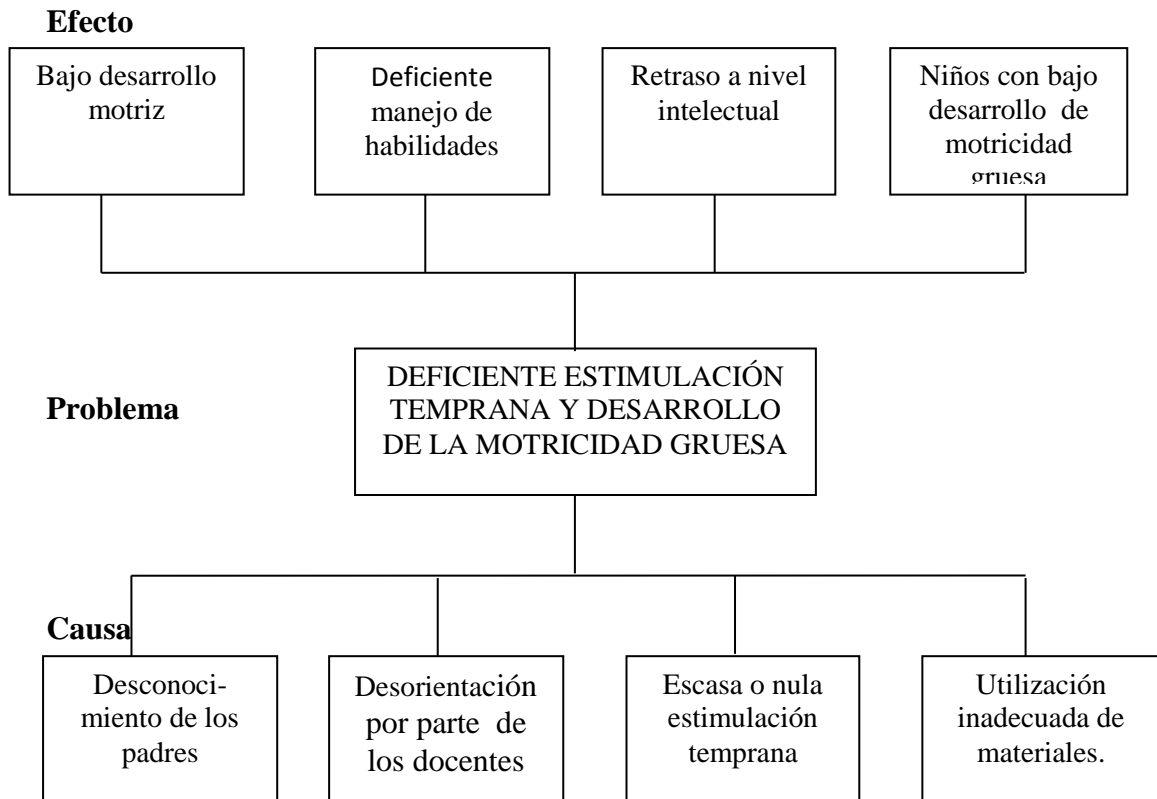 Efecto
Bajo desarrollo
motriz
Deficiente
manejo de
habilidades
Retraso a nivel
intelectual
Niños con bajo
desarrollo de
motricidad
gruesa
Problema
DEFICIENTE ESTIMULACIÓN
TEMPRANA Y DESARROLLO
DE LA MOTRICIDAD GRUESA
Causa
Desconoci-
miento de los
padres
Desorientación
por parte de
los docentes
Escasa o nula
estimulación
temprana
Utilización
inadecuada de
materiales.